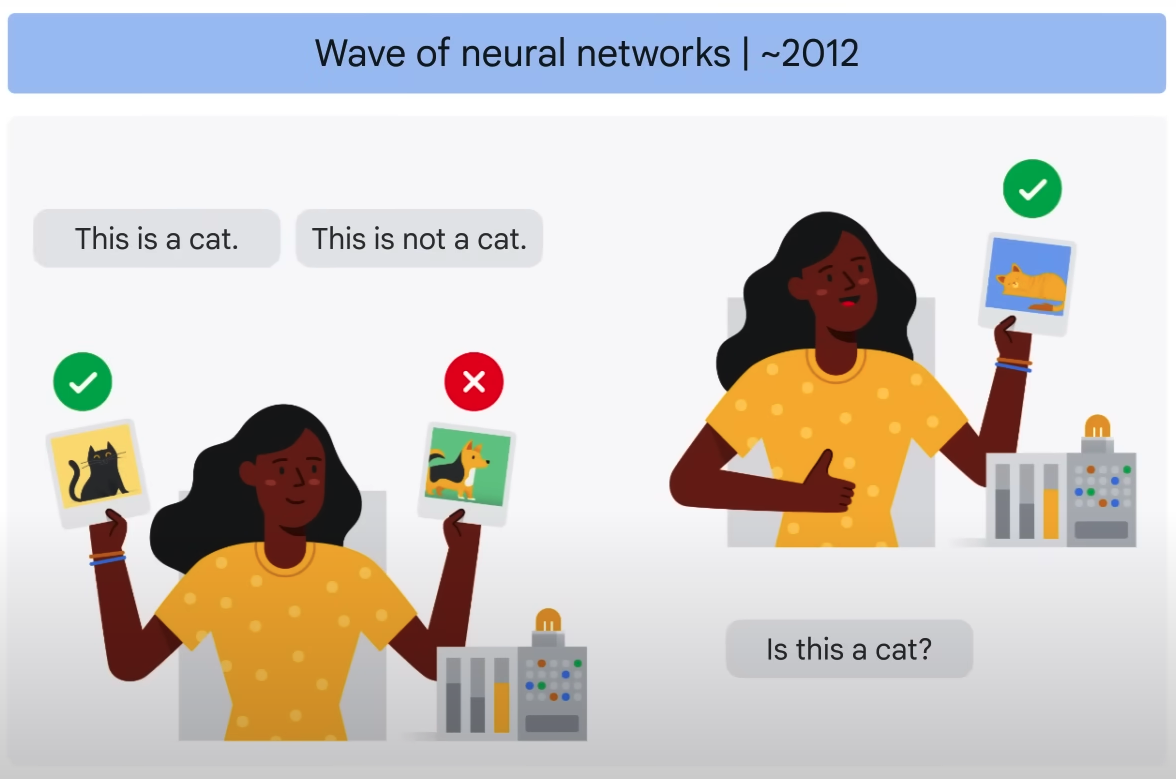 Wave of neural networks | ~2012
This is a cat.
This is not a cat.
Is this a cat?